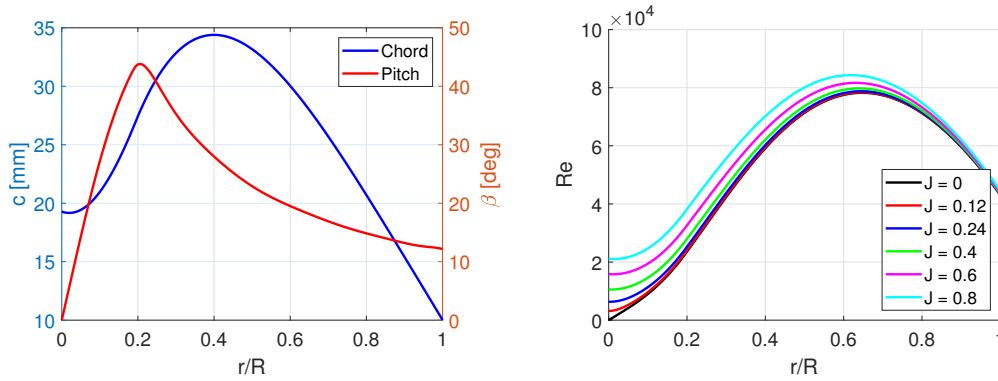 35
30
25
20
15
10
c [mm]
50
40
30
20
10
0
β [deg]
Chord
Pitch
0
0.2
0.4
0.6
0.8
1
r/R
×10⁴
10
8
6
4
2
0
Re
J = 0
J = 0.12
J = 0.24
J = 0.4
J = 0.6
J = 0.8
0
0.2
0.4
0.6
0.8
1
r/R